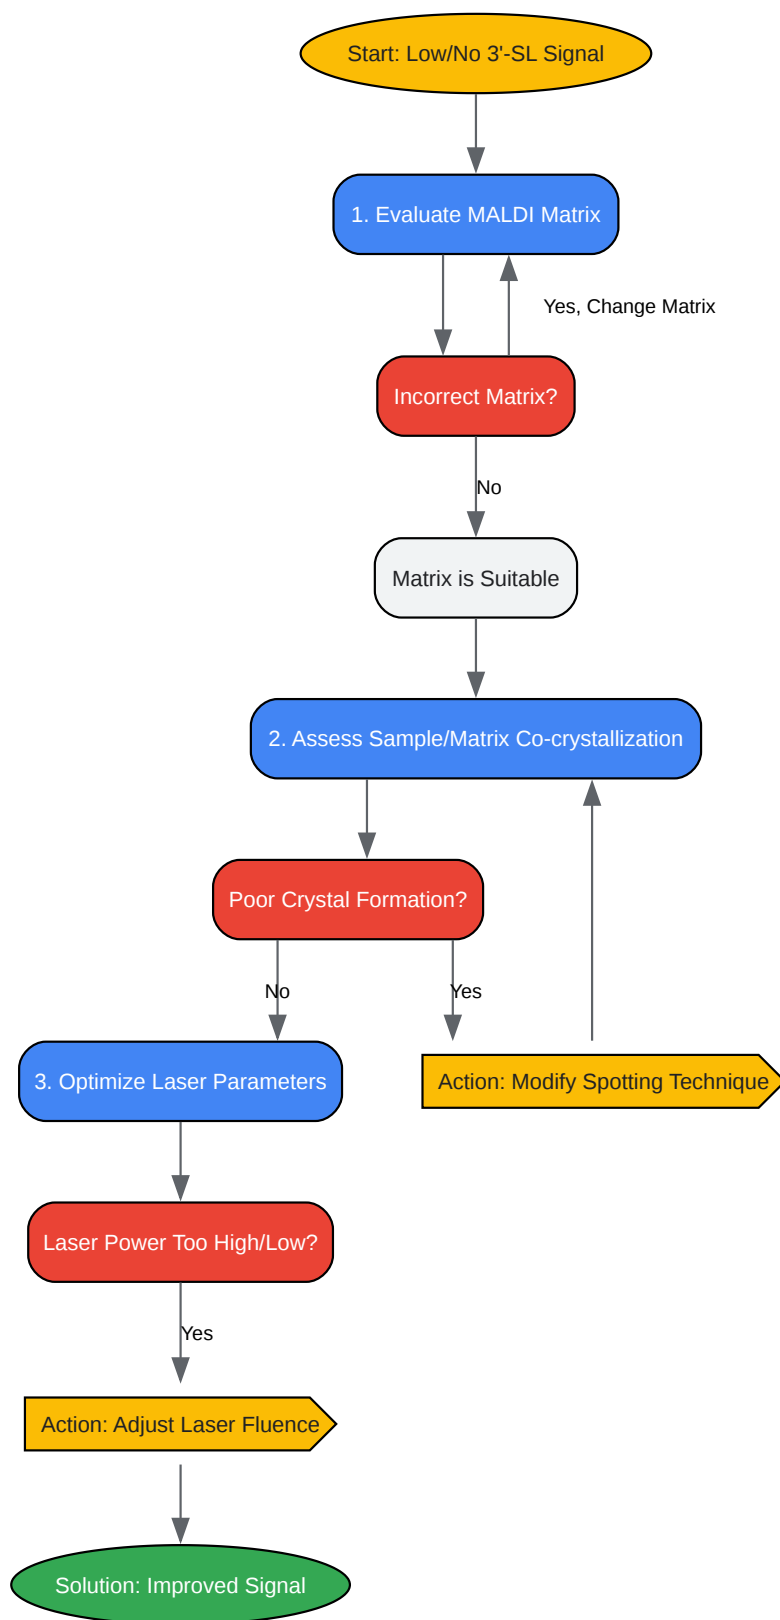 Start: Low/No 3'-SL Signal
1. Evaluate MALDI Matrix
Yes, Change Matrix
Incorrect Matrix?
No
Matrix is Suitable
2. Assess Sample/Matrix Co-crystallization
Poor Crystal Formation?
No
Yes
3. Optimize Laser Parameters
Action: Modify Spotting Technique
Laser Power Too High/Low?
Yes
Action: Adjust Laser Fluence
Solution: Improved Signal